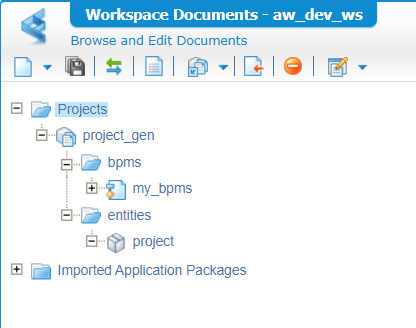 Workspace Documents - aw_dev_ws
Browse and Edit Documents
Projects
project_gen
bpms
my_bpms
entities
project
Imported Application Packages